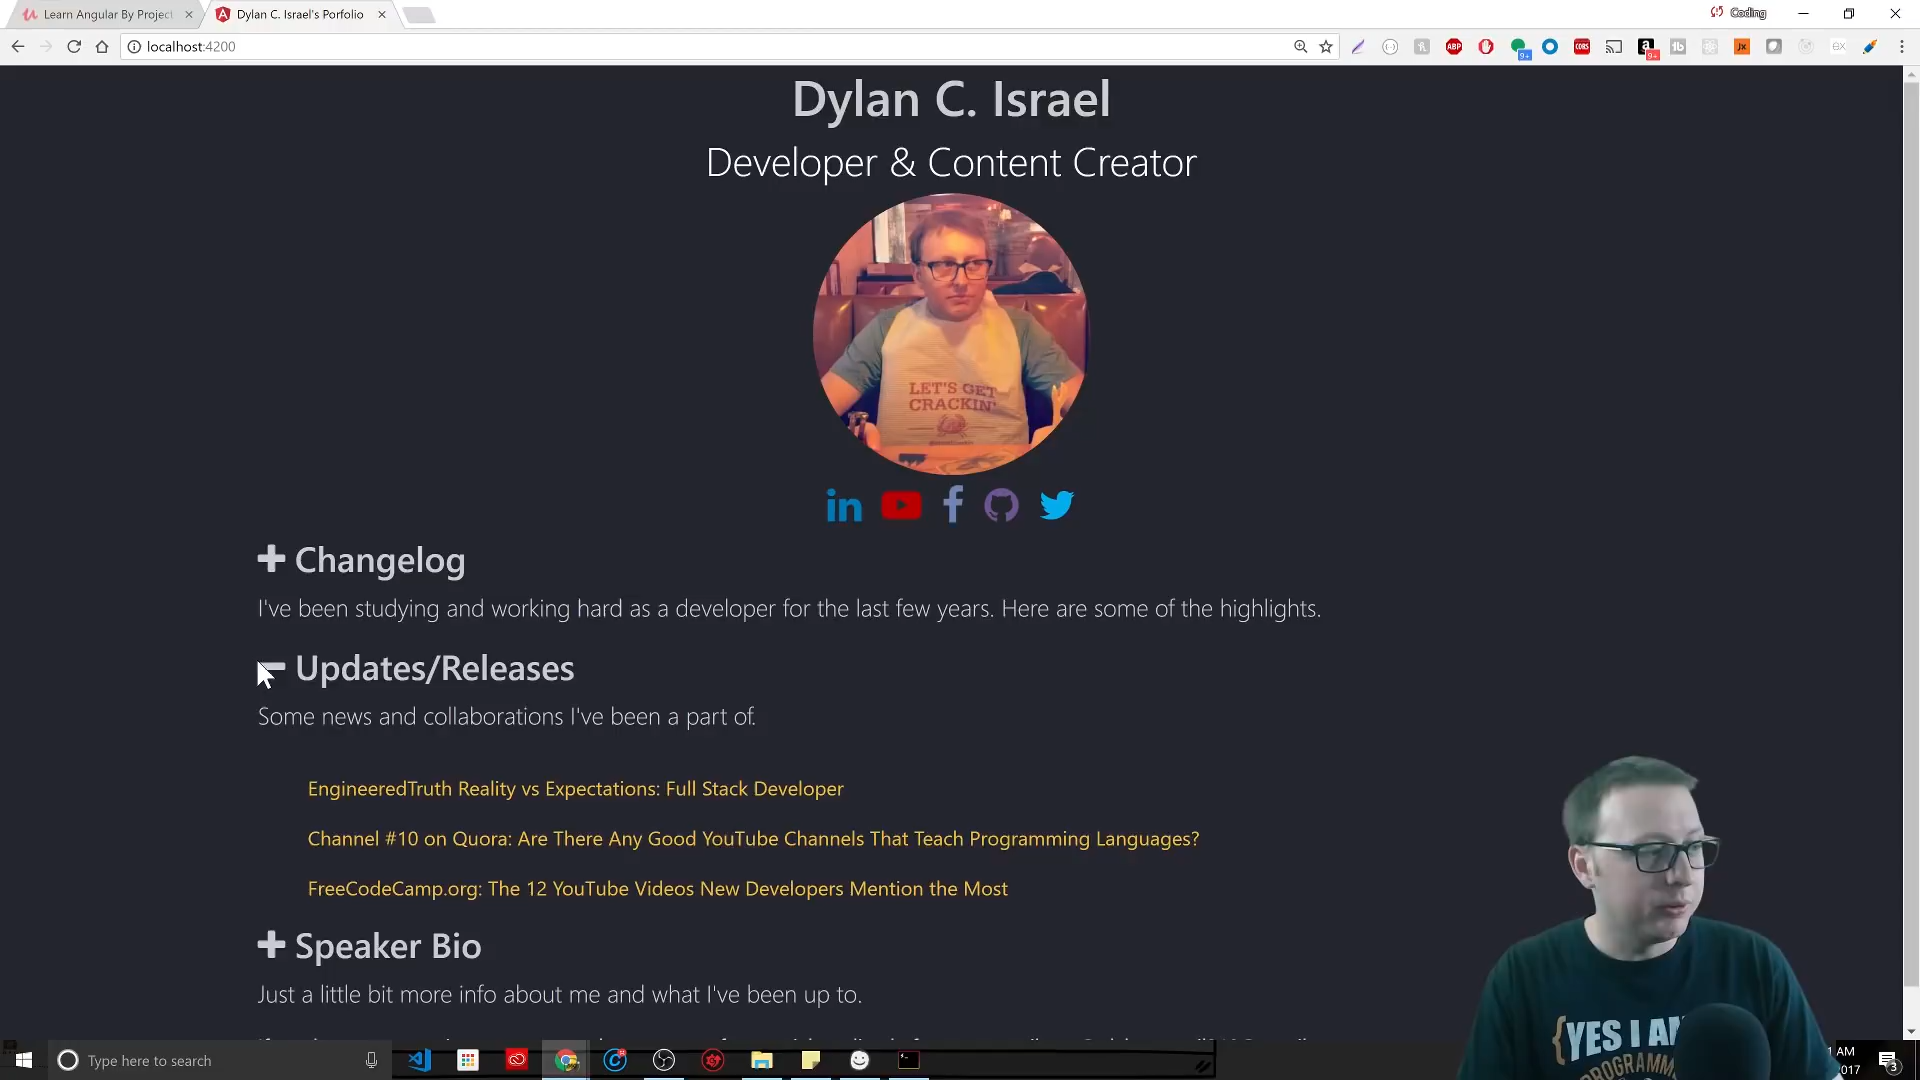 Learn Angular By Project
Dylan C. Israel's Porfolio
Coding
localhost:4200
Dylan C. Israel
Developer & Content Creator
LET'S GET
CRACKIN'
Changelog
I've been studying and working hard as a developer for the last few years. Here are some of the highlights.
Updates/Releases
Some news and collaborations I've been a part of.
EngineeredTruth Reality vs Expectations: Full Stack Developer
Channel #10 on Quora: Are There Any Good YouTube Channels That Teach Programming Languages?
FreeCodeCamp.org: The 12 YouTube Videos New Developers Mention the Most
Speaker Bio
Just a little bit more info about me and what I've been up to.
{YES I AM
PROGRAMM
Type here to search
1 AM
2017